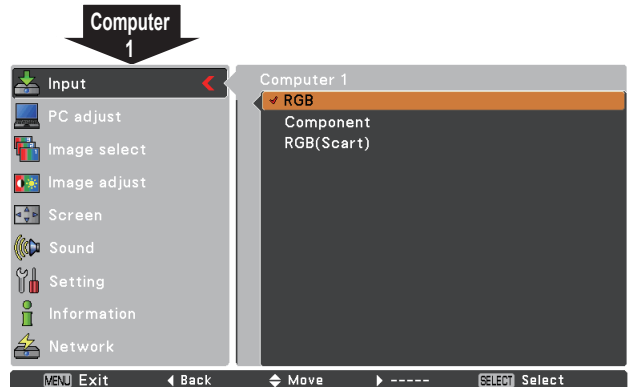 Computer
1
Input
PC adjust
Image select
Image adjust
Screen
Sound
Setting
Information
Network
Computer 1
RGB
Component
RGB(Scart)
MENU Exit ◀ Back Move ▶ ----- SELECT Select